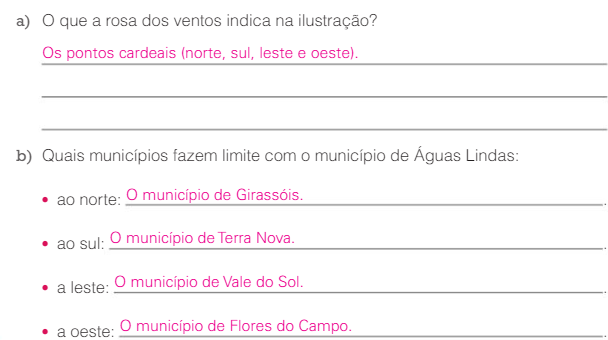 a) O que a rosa dos ventos indica na ilustração?
Os pontos cardeais (norte, sul, leste e oeste).
b) Quais municípios fazem limite com o município de Águas Lindas:
• ao norte: O município de Girassóis.
• ao sul: O município de Terra Nova.
• a leste: O município de Vale do Sol.
• a oeste: O município de Flores do Campo.